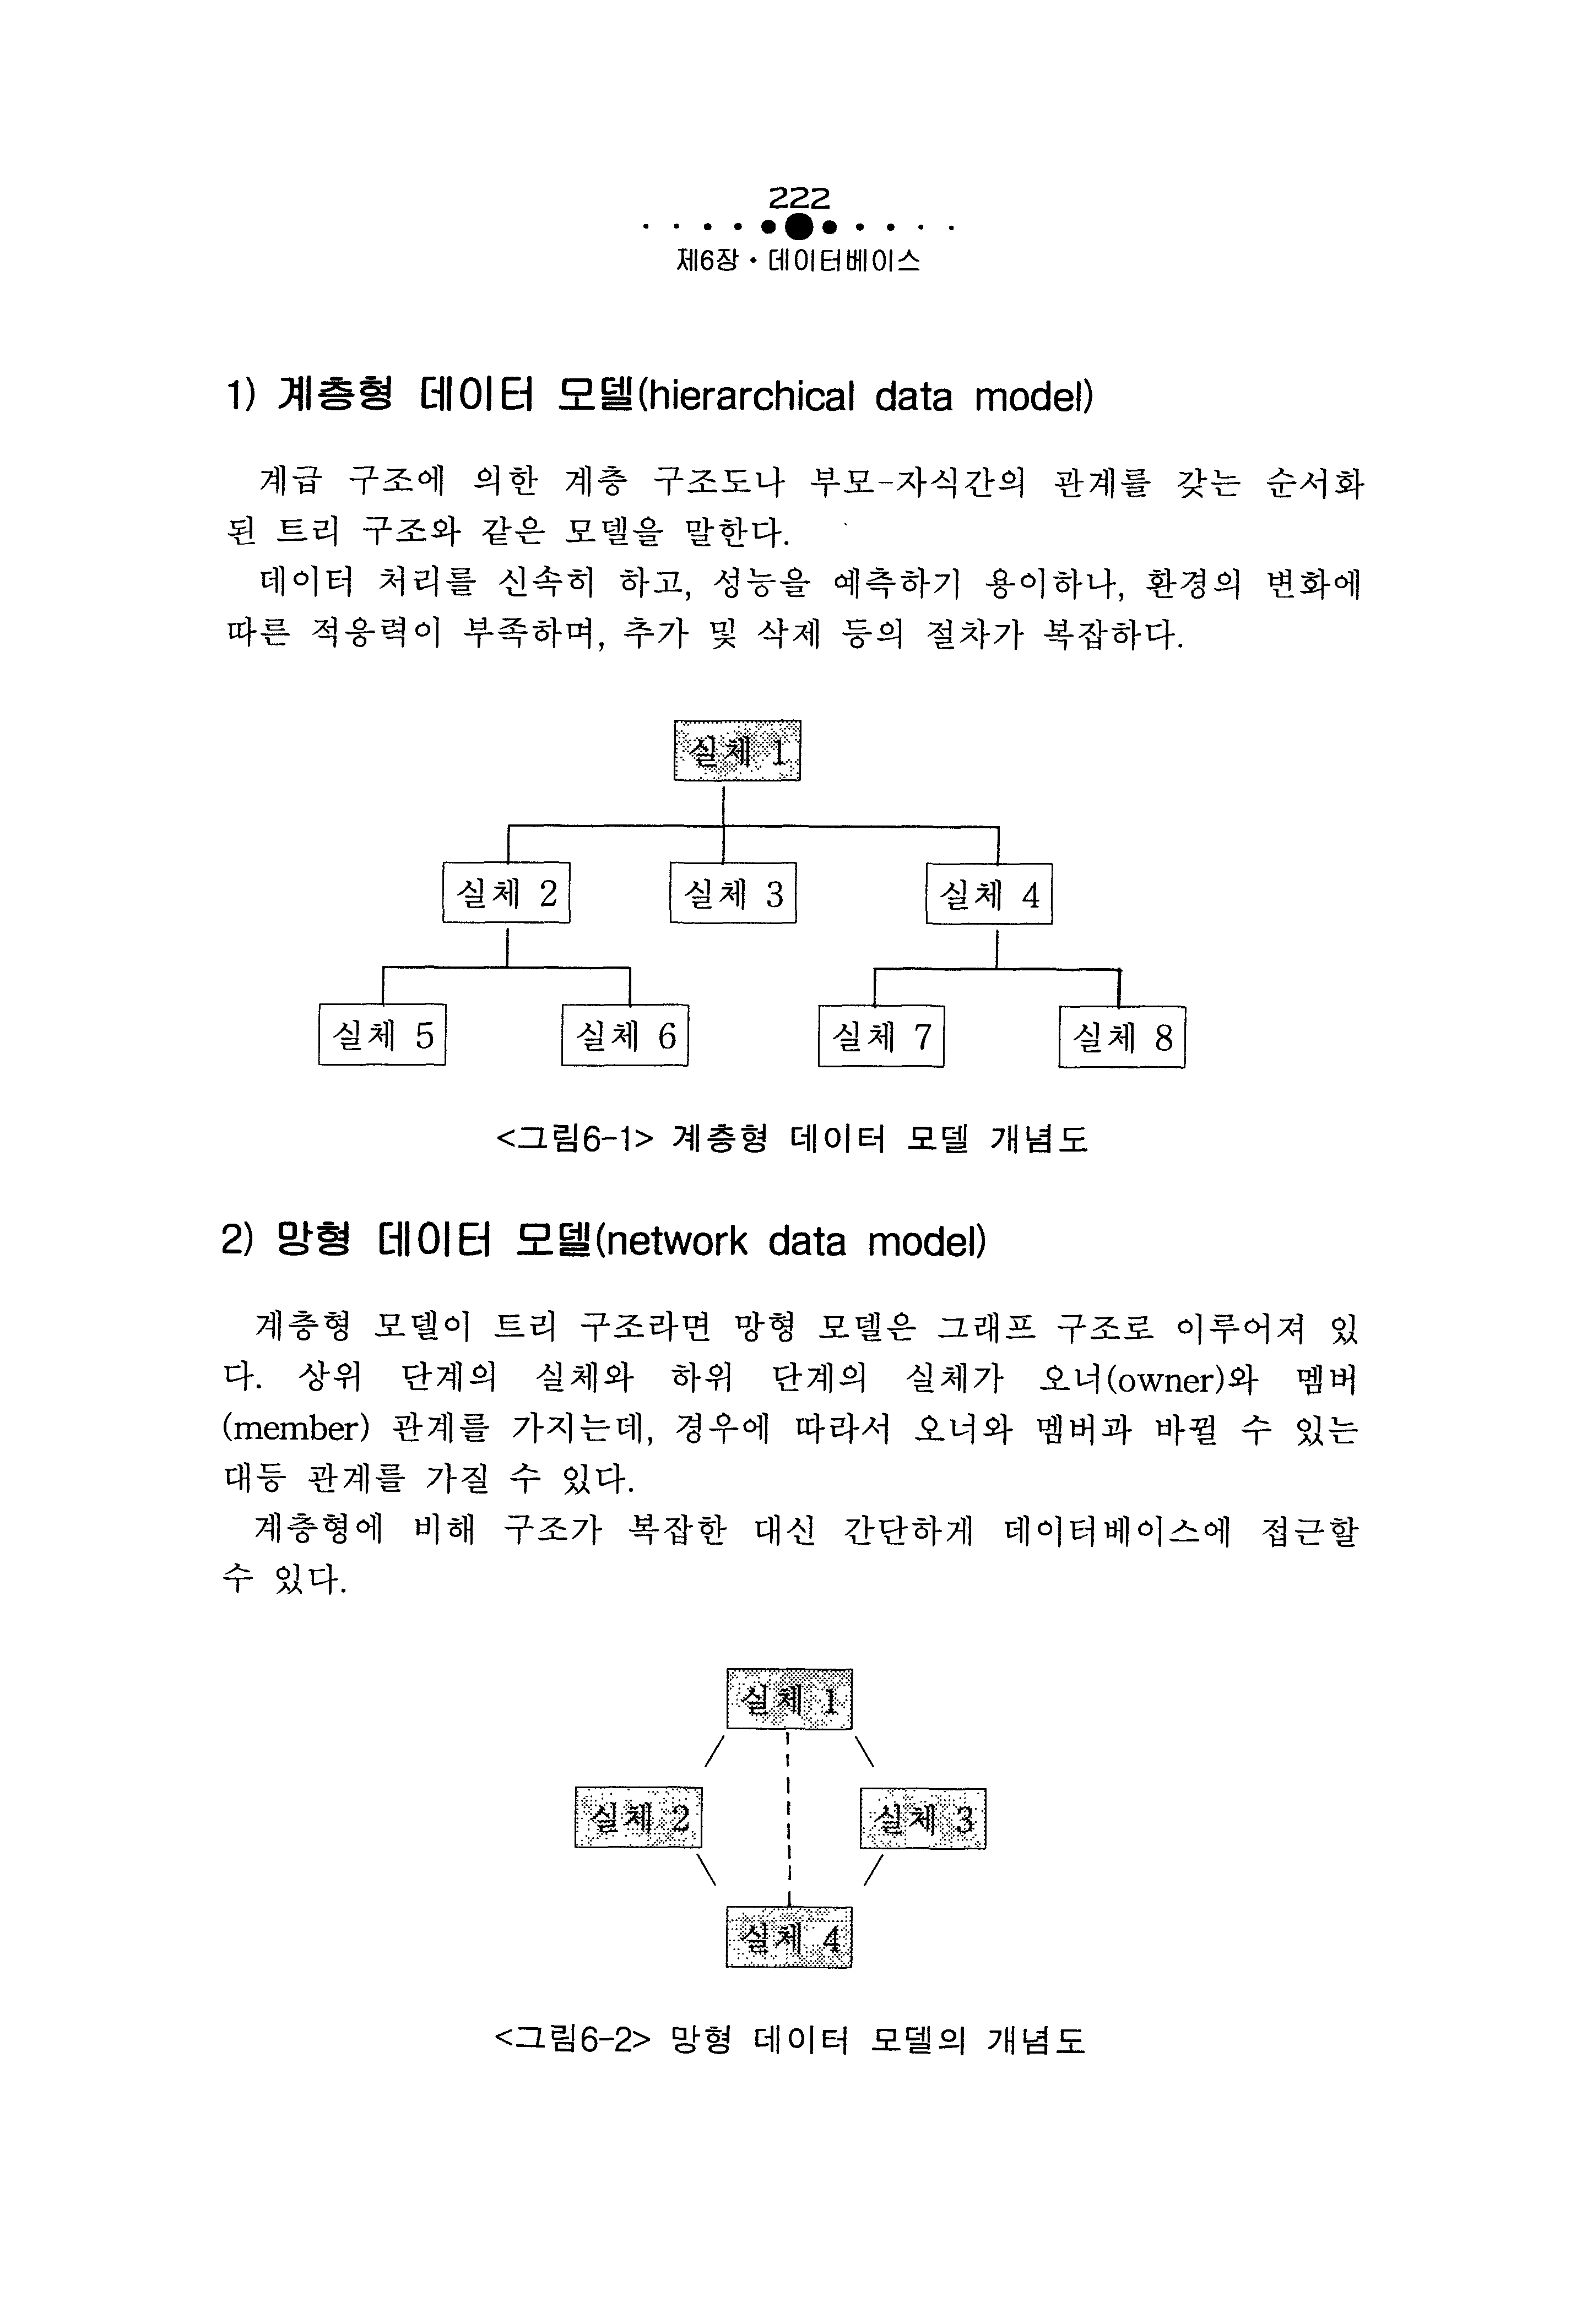 222
제6장 • 데이터베이스
1) 계층형 데이터 모델(hierarchical data model)
계급 구조에 의한 계층 구조도나 부모-자식간의 관계를 갖는 순서화
된 트리 구조와 같은 모델을 말한다.
데이터 처리를 신속히 하고, 성능을 예측하기 용이하나, 환경의 변화에
따른 적응력이 부족하며, 추가 및 삭제 등의 절차가 복잡하다.
실체 1
실체 2 실체 3 실체 4
실체 5 실체 6 실체 7 실체 8
<그림6-1> 계층형 데이터 모델 개념도
2) 망형 데이터 모델(network data model)
계층형 모델이 트리 구조라면 망형 모델은 그래프 구조로 이루어져 있
다. 상위 단계의 실체와 하위 단계의 실체가 오너(owner)와 멤버
(member) 관계를 가지는데, 경우에 따라서 오너와 멤버과 바뀔 수 있는
대등 관계를 가질 수 있다.
계층형에 비해 구조가 복잡한 대신 간단하게 데이터베이스에 접근할
수 있다.
실체 1
실체 2 실체 3
실체 4
<그림6-2> 망형 데이터 모델의 개념도